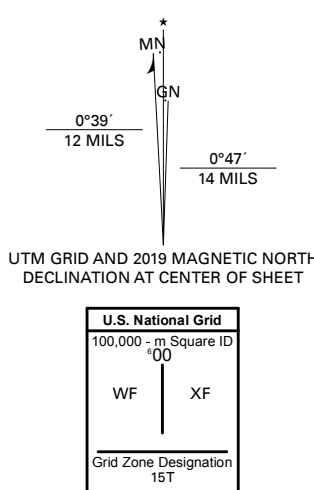 ★
MN
GN
0°39´
12 MILS
0°47´
14 MILS
UTM GRID AND 2019 MAGNETIC NORTH
DECLINATION AT CENTER OF SHEET
U.S. National Grid
100,000 - m Square ID
⁶00
WF XF
Grid Zone Designation
15T